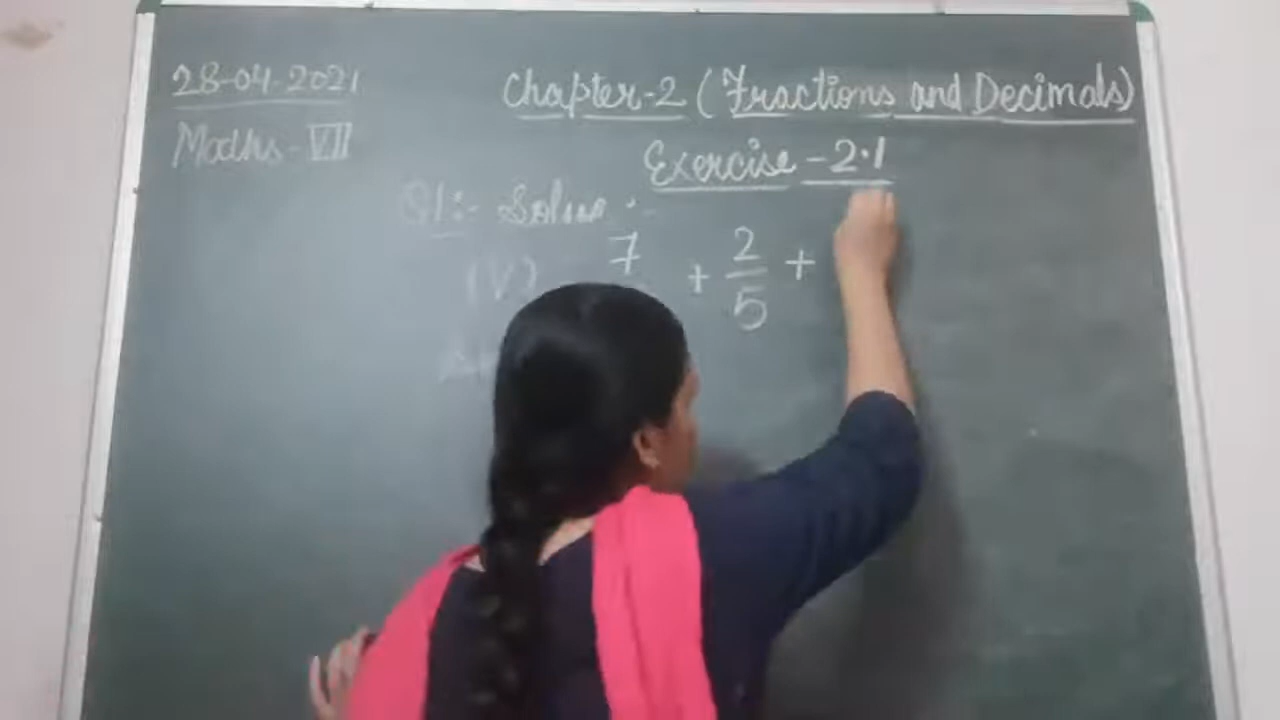 28-04-2021
Chapter-2 (Fractions and Decimals)
Maths-VII
Exercise-2.1
Q1:- Solve :-
(V) 7 + 2/5 +